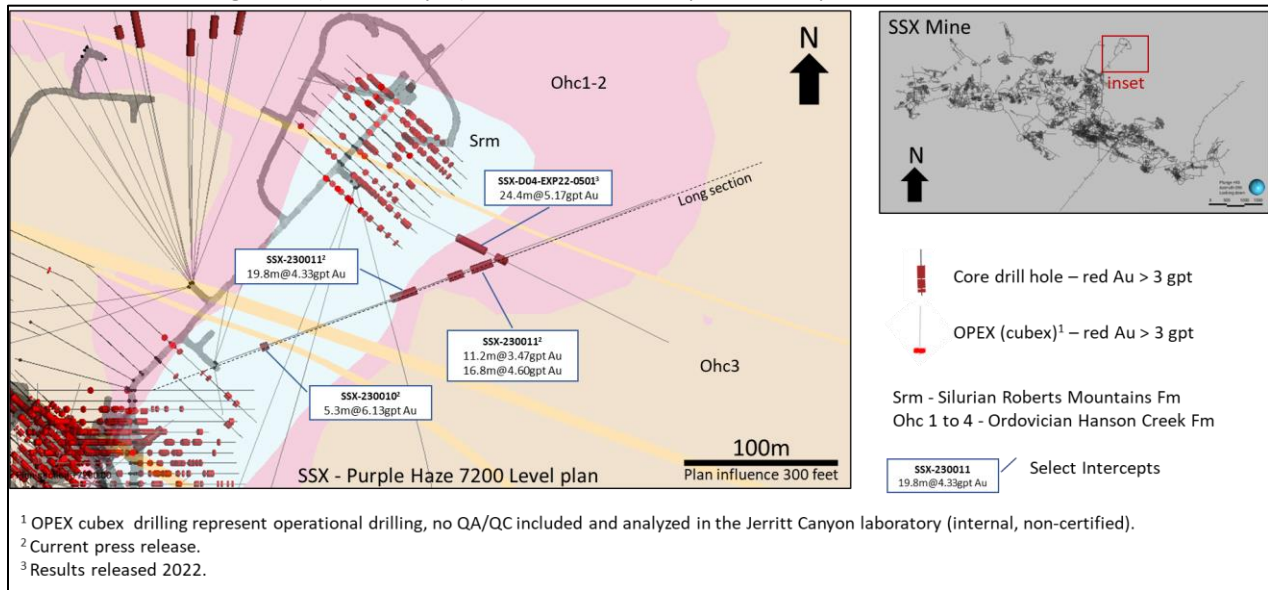 N
Ohc1-2
Srm
SSX-D04-EXP22-0501³
24.4m@5.17gpt Au
Long section
SSX-230011²
19.8m@4.33gpt Au
SSX-230011²
11.2m@3.47gpt Au
16.8m@4.60gpt Au
Ohc3
SSX-230010²
5.3m@6.13gpt Au
100m
Plan influence 300 feet
SSX - Purple Haze 7200 Level plan
SSX Mine
inset
N
Core drill hole – red Au > 3 gpt
OPEX (cubex)¹ – red Au > 3 gpt
Srm - Silurian Roberts Mountains Fm
Ohc 1 to 4 - Ordovician Hanson Creek Fm
SSX-230011
19.8m@4.33gpt Au
Select Intercepts
¹ OPEX cubex drilling represent operational drilling, no QA/QC included and analyzed in the Jerritt Canyon laboratory (internal, non-certified).
² Current press release.
³ Results released 2022.